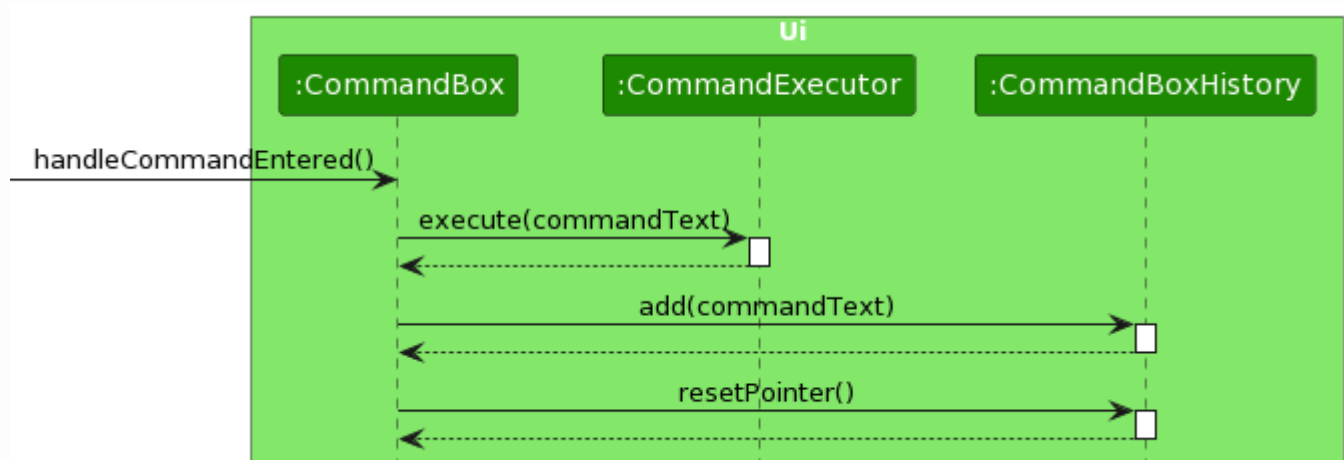 Ui
:CommandBox
:CommandExecutor
:CommandBoxHistory
handleCommandEntered()
execute(commandText)
add(commandText)
resetPointer()